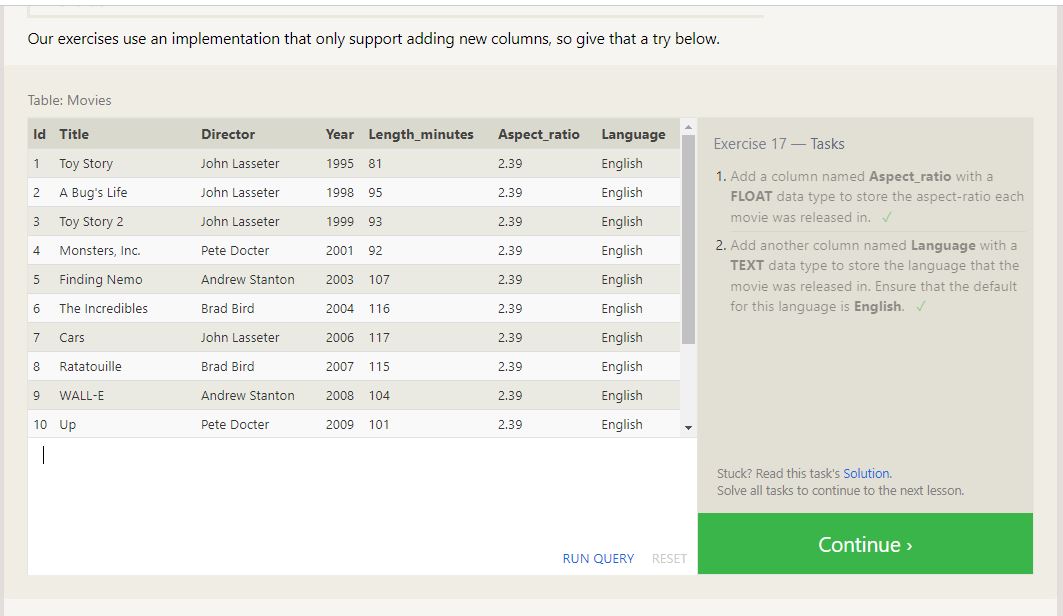 Our exercises use an implementation that only support adding new columns, so give that a try below.
Table: Movies
Id Title Director Year Length_minutes Aspect_ratio Language
1 Toy Story John Lasseter 1995 81 2.39 English
2 A Bug's Life John Lasseter 1998 95 2.39 English
3 Toy Story 2 John Lasseter 1999 93 2.39 English
4 Monsters, Inc. Pete Docter 2001 92 2.39 English
5 Finding Nemo Andrew Stanton 2003 107 2.39 English
6 The Incredibles Brad Bird 2004 116 2.39 English
7 Cars John Lasseter 2006 117 2.39 English
8 Ratatouille Brad Bird 2007 115 2.39 English
9 WALL-E Andrew Stanton 2008 104 2.39 English
10 Up Pete Docter 2009 101 2.39 English
RUN QUERY RESET
Exercise 17 — Tasks
1. Add a column named Aspect_ratio with a
FLOAT data type to store the aspect-ratio each
movie was released in. ✓
2. Add another column named Language with a
TEXT data type to store the language that the
movie was released in. Ensure that the default
for this language is English. ✓
Stuck? Read this task's Solution.
Solve all tasks to continue to the next lesson.
Continue ›